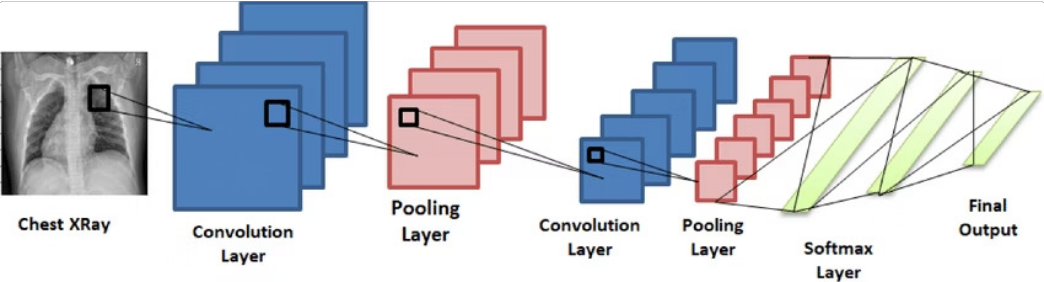 Chest XRay
Convolution
Layer
Pooling
Layer
Convolution
Layer
Pooling
Layer
Softmax
Layer
Final
Output